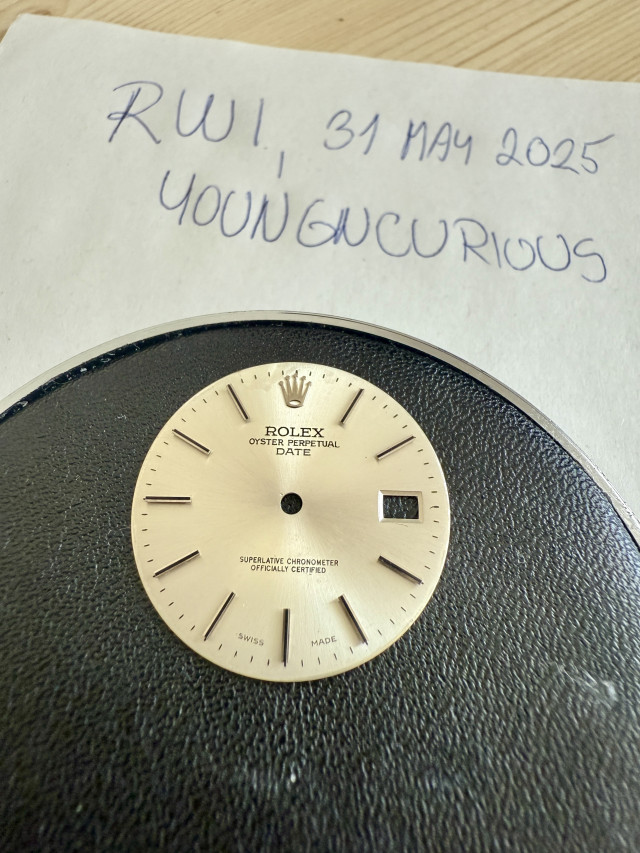 RWI, 31 MAY 2025
YOUNGNCURIOUS
ROLEX
OYSTER PERPETUAL
DATE
SUPERLATIVE CHRONOMETER
OFFICIALLY CERTIFIED
SWISS MADE